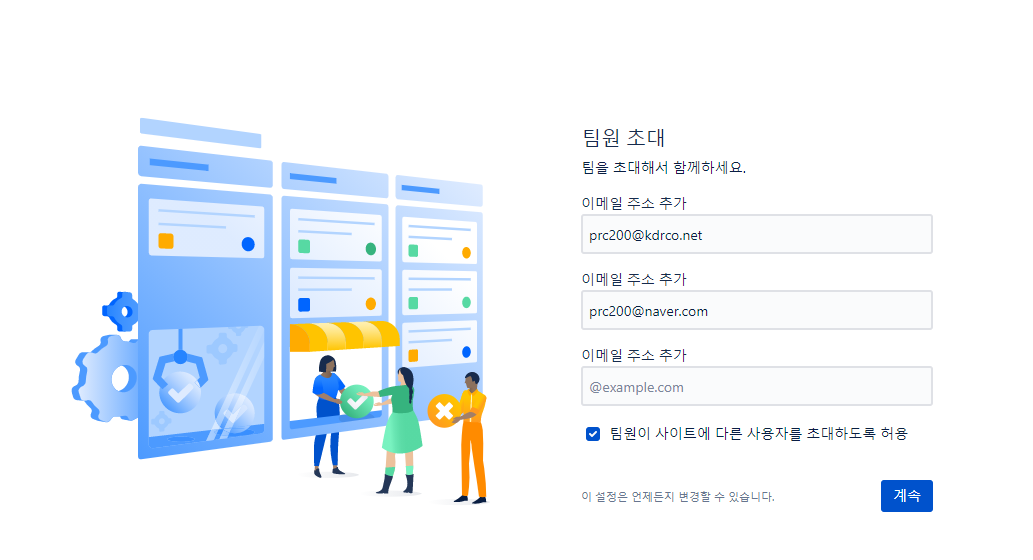 팀원 초대
팀을 초대해서 함께하세요.
이메일 주소 추가
prc200@kdrco.net
이메일 주소 추가
prc200@naver.com
이메일 주소 추가
@example.com
팀원이 사이트에 다른 사용자를 초대하도록 허용
이 설정은 언제든지 변경할 수 있습니다.
계속